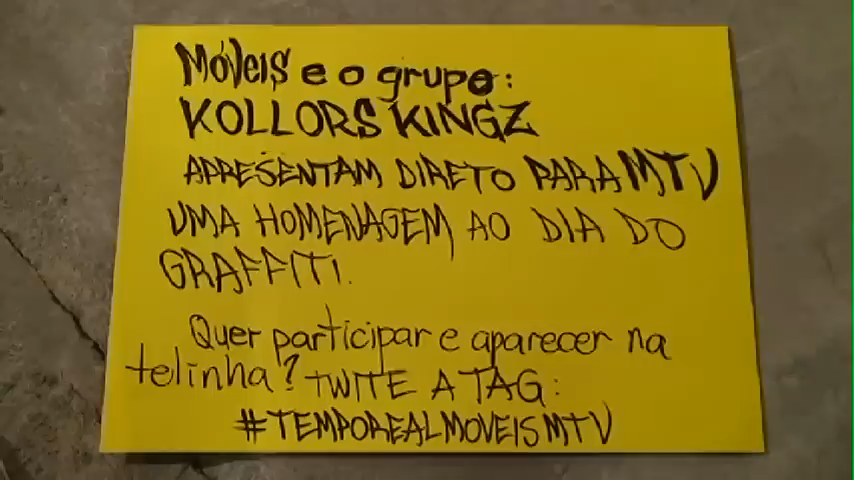 MÓVEIS e o grupo:
KOLLORS KINGZ
APRESENTAM DIRETO PARA MTV
UMA HOMENAGEM AO DIA DO
GRAFFITI.
Quer participar e aparecer na
telinha? TWITE A TAG:
#TEMPOREALMOVEISMTV